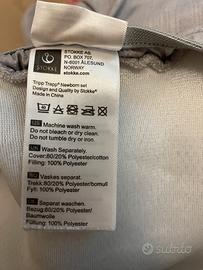 STOKKE
STOKKE AS
P.O. BOX 707,
N-6001 ÅLESUND
NORWAY
stokke.com
Tripp Trapp® Newborn set
Design and Quality by Stokke®
Made in China
Machine wash warm.
Do not bleach or dry clean.
Do not tumble dry or iron.
Wash Separately.
Cover:80/20% Polyester/cotton
Filling: 100% Polyester
Vaskes separat.
Trekk:80/20% Polyester/bomull
Fyll: 100% Polyester
Separat waschen.
Bezug:80/20% Polyester/
Baumwolle
Füllung: 100% Polyester
subito